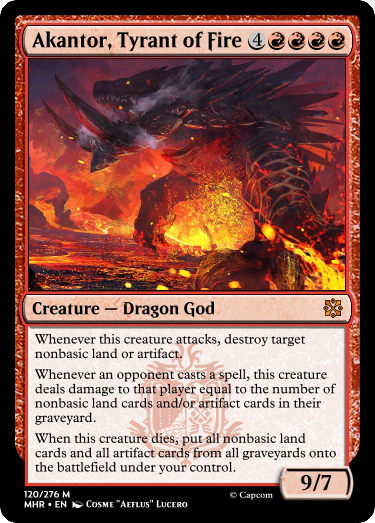 Akantor, Tyrant of Fire 4
Creature — Dragon God
Whenever this creature attacks, destroy target
nonbasic land or artifact.
Whenever an opponent casts a spell, this creature
deals damage to that player equal to the number of
nonbasic land cards and/or artifact cards in their
graveyard.
When this creature dies, put all nonbasic land
cards and all artifact cards from all graveyards onto
the battlefield under your control.
9/7
120/276 M
MHR • EN Cosme "Aeflus" Lucero
© Capcom